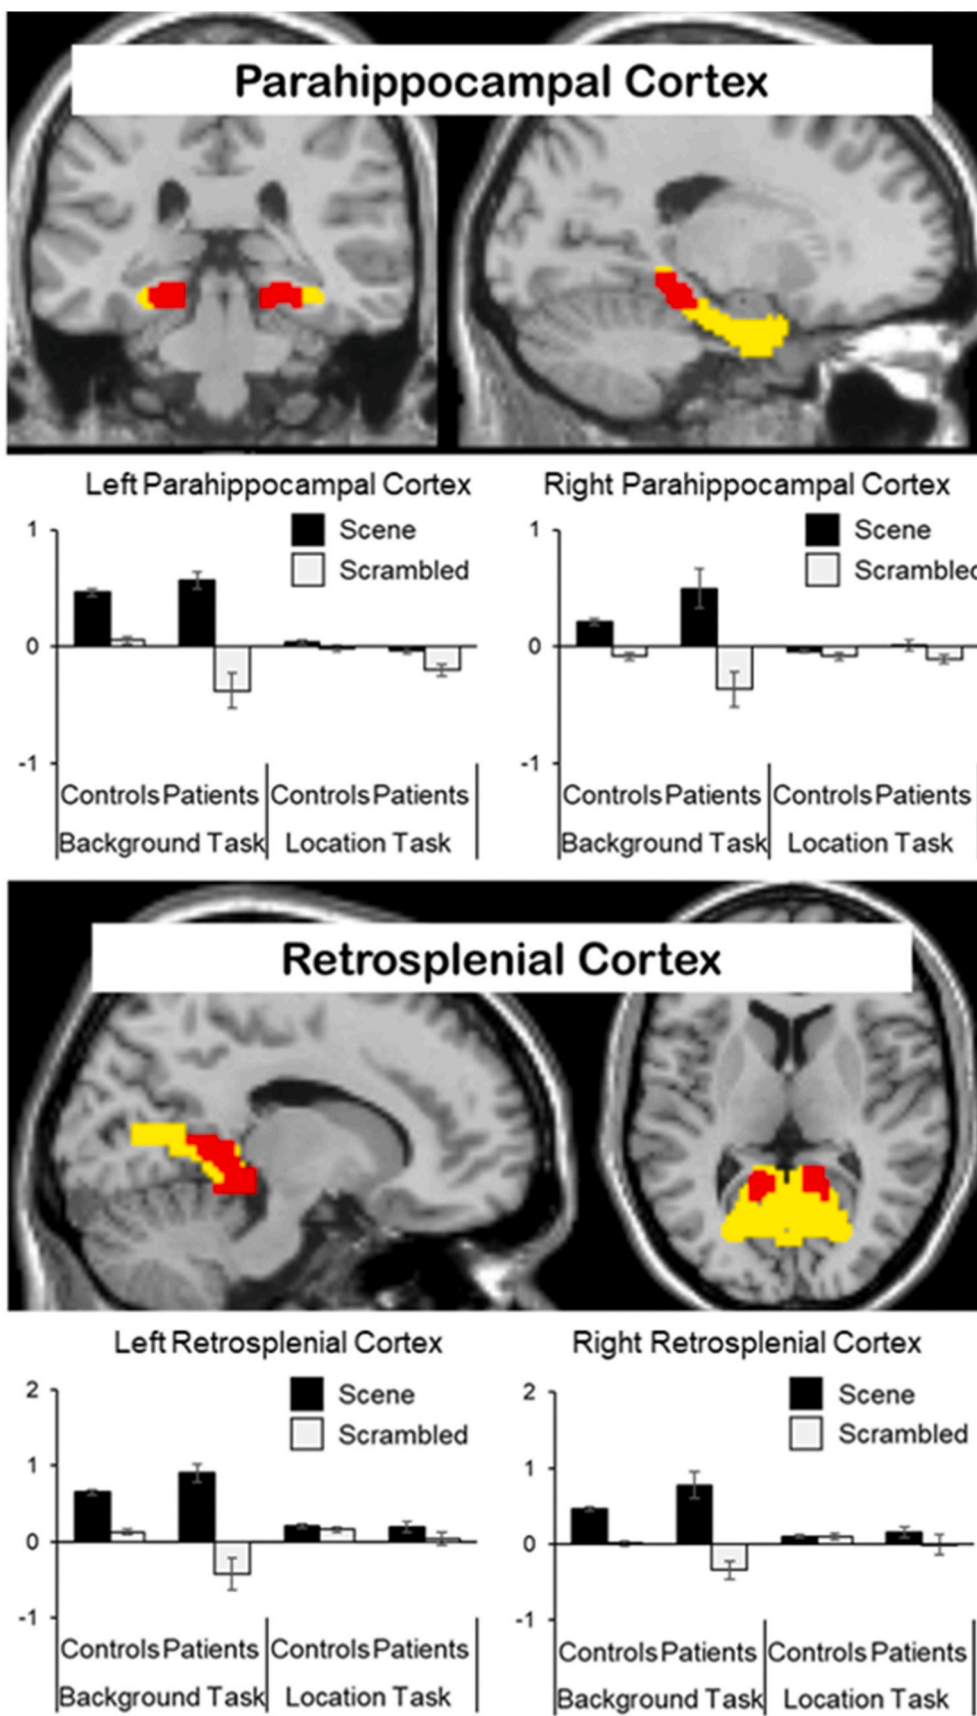 Parahippocampal Cortex
Left Parahippocampal Cortex
Right Parahippocampal Cortex
1
Scene
Scrambled
0
-1
Controls Patients Controls Patients
Background Task Location Task
1
Scene
Scrambled
0
-1
Controls Patients Controls Patients
Background Task Location Task
Retrosplenial Cortex
Left Retrosplenial Cortex
Right Retrosplenial Cortex
2
Scene
Scrambled
1
0
-1
Controls Patients Controls Patients
Background Task Location Task
2
Scene
Scrambled
1
0
-1
Controls Patients Controls Patients
Background Task Location Task